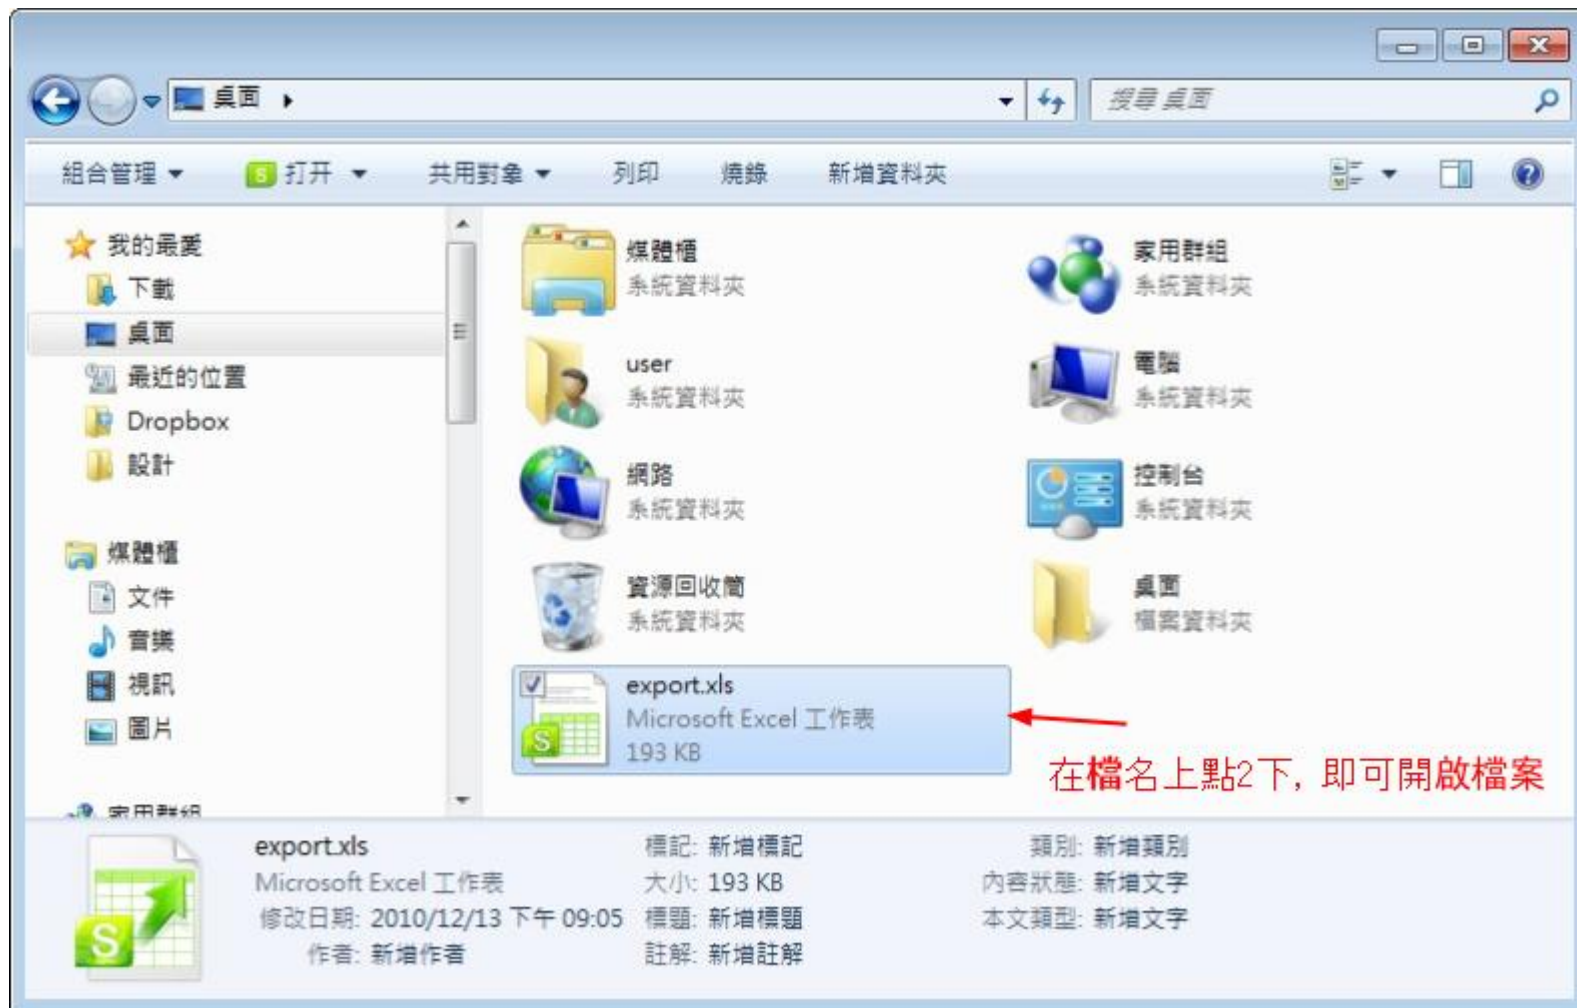 桌面
搜尋 桌面
組合管理 打开 共用對象 列印 燒錄 新增資料夾
我的最愛
下載
桌面
最近的位置
Dropbox
設計
媒體櫃
文件
音樂
視訊
圖片
家用群組
媒體櫃
系統資料夾
家用群組
系統資料夾
user
系統資料夾
電腦
系統資料夾
網路
系統資料夾
控制台
系統資料夾
資源回收筒
系統資料夾
桌面
檔案資料夾
export.xls
Microsoft Excel 工作表
193 KB
在檔名上點2下, 即可開啟檔案
export.xls 標記: 新增標記 類別: 新增類別
Microsoft Excel 工作表 大小: 193 KB 內容狀態: 新增文字
修改日期: 2010/12/13 下午 09:05 標題: 新增標題 本文類型: 新增文字
作者: 新增作者 註解: 新增註解